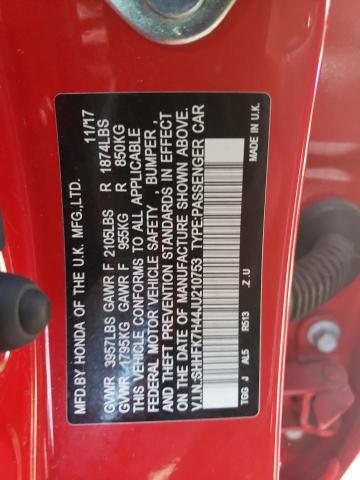 MFD. BY HONDA OF THE U.K. MFG.,LTD. 11/17
GVWR 3957LBS GAWR F 2105LBS R 1874LBS
GVWR 1795KG GAWR F 955KG R 850KG
THIS VEHICLE CONFORMS TO ALL APPLICABLE
FEDERAL MOTOR VEHICLE SAFETY, BUMPER,
AND THEFT PREVENTION STANDARDS IN EFFECT
ON THE DATE OF MANUFACTURE SHOWN ABOVE.
V.I.N.:SHHFK7H44JU210753 TYPE:PASSENGER CAR
TGG J AL5 R513 .Z.U MADE IN U.K.